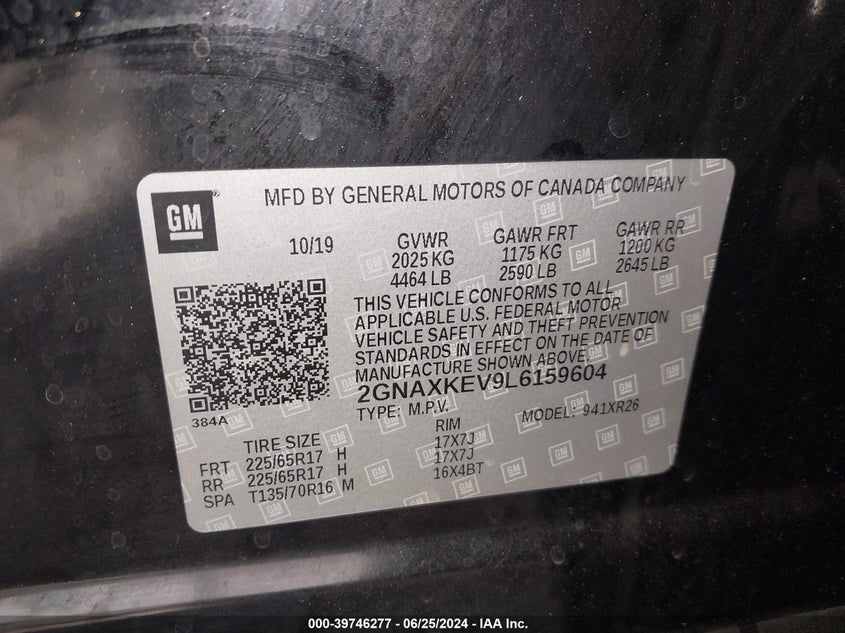 GM
MFD BY GENERAL MOTORS OF CANADA COMPANY
10/19 GVWR GAWR FRT GAWR RR
2025 KG 1175 KG 1200 KG
4464 LB 2590 LB 2645 LB
THIS VEHICLE CONFORMS TO ALL
APPLICABLE U.S. FEDERAL MOTOR
VEHICLE SAFETY AND THEFT PREVENTION
STANDARDS IN EFFECT ON THE DATE OF
MANUFACTURE SHOWN ABOVE.
2GNAXKEV9L6159604
384A
TYPE: M.P.V. MODEL: 941XR26
TIRE SIZE RIM
FRT 225/65R17 H 17X7J
RR 225/65R17 H 17X7J
SPA T135/70R16 M 16X4BT
000-39746277 - 06/25/2024 - IAA Inc.